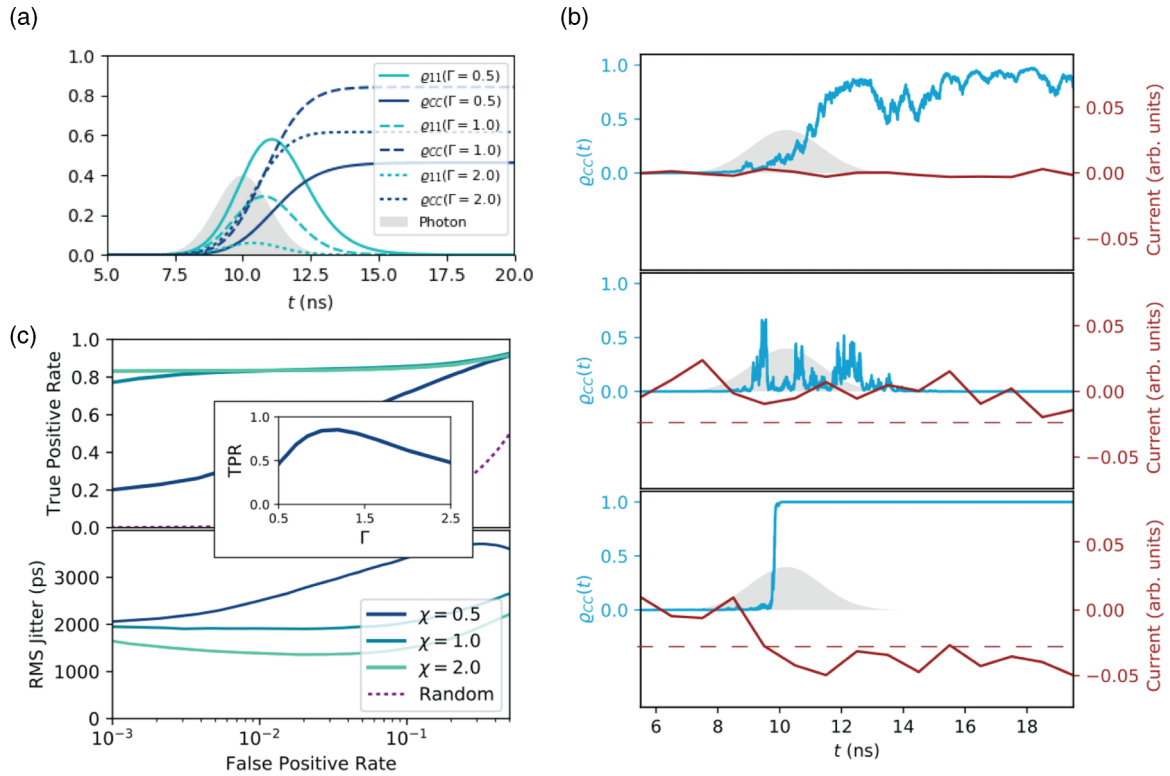 (a)
1.0
0.8
0.6
0.4
0.2
0.0
5.0 7.5 10.0 12.5 15.0 17.5 20.0
t (ns)
ϱ11(Γ = 0.5)
ϱCC(Γ = 0.5)
ϱ11(Γ = 1.0)
ϱCC(Γ = 1.0)
ϱ11(Γ = 2.0)
ϱCC(Γ = 2.0)
Photon
(b)
1.0
0.5
0.0
ϱCC(t)
0.05
0.00
−0.05
Current (arb. units)
1.0
0.5
0.0
ϱCC(t)
0.05
0.00
−0.05
Current (arb. units)
1.0
0.5
0.0
ϱCC(t)
0.05
0.00
−0.05
Current (arb. units)
6 8 10 12 14 16 18
t (ns)
(c)
True Positive Rate
1.0
0.8
0.6
0.4
0.2
0.0
TPR
1.0
0.5
0.0
0.5 1.5 2.5
Γ
RMS Jitter (ps)
3000
2000
1000
0
χ = 0.5
χ = 1.0
χ = 2.0
Random
10⁻³ 10⁻² 10⁻¹
False Positive Rate